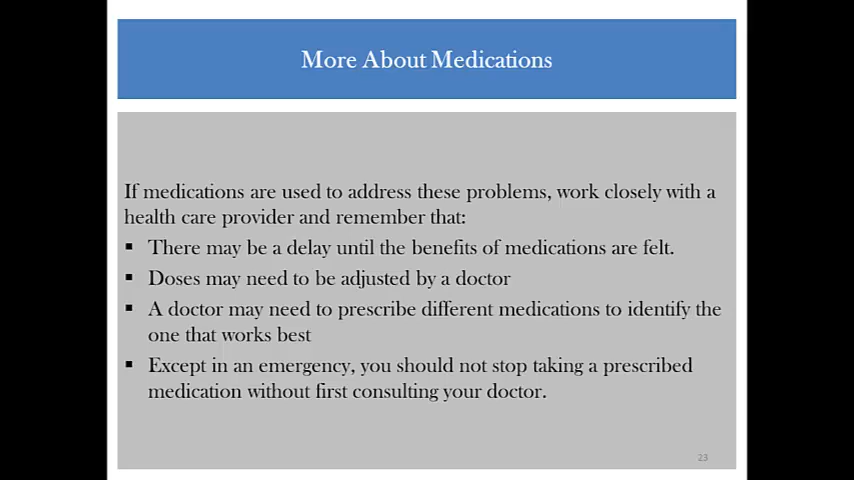 More About Medications
If medications are used to address these problems, work closely with a
health care provider and remember that:
▪ There may be a delay until the benefits of medications are felt.
▪ Doses may need to be adjusted by a doctor
▪ A doctor may need to prescribe different medications to identify the
one that works best
▪ Except in an emergency, you should not stop taking a prescribed
medication without first consulting your doctor.
23